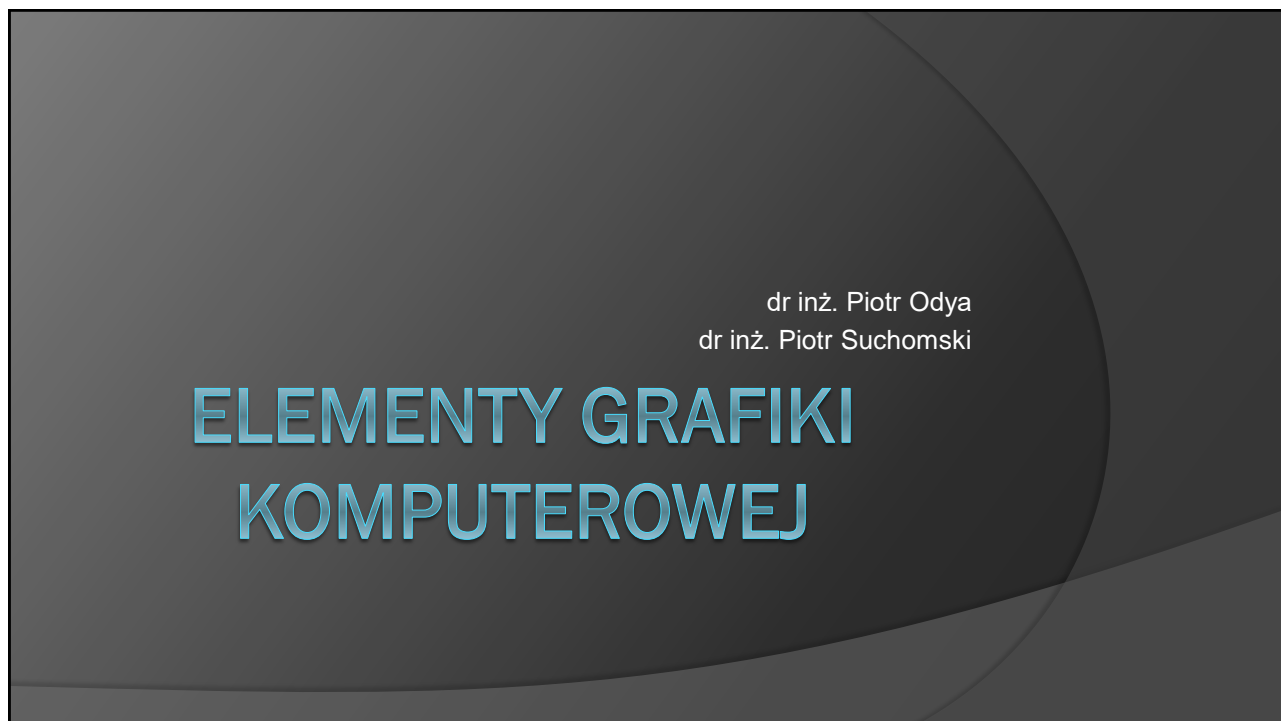 dr inż. Piotr Odya
dr inż. Piotr Suchomski
ELEMENTY GRAFIKI
KOMPUTEROWEJ